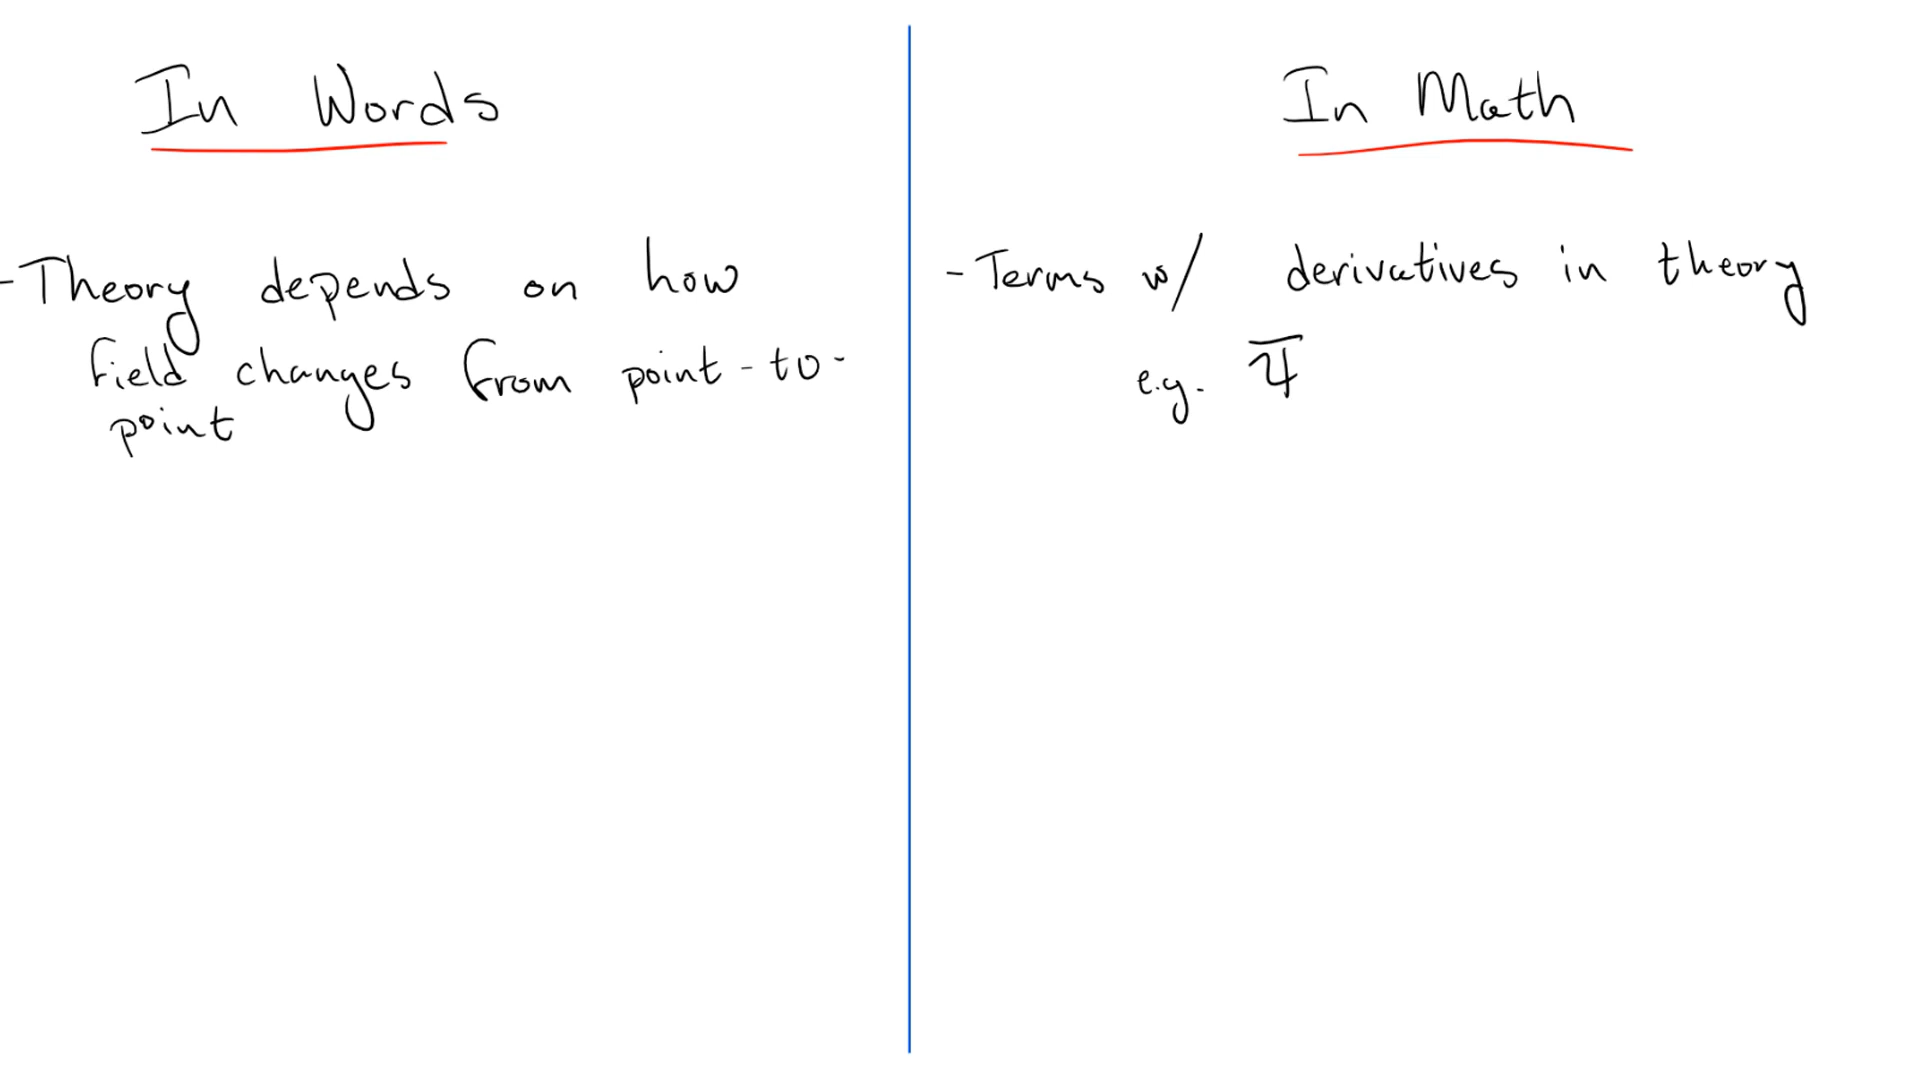 In Words
-Theory depends on how
field changes from point-to-
point
In Math
-Terms w/ derivatives in theory
e.g. Ψ̅